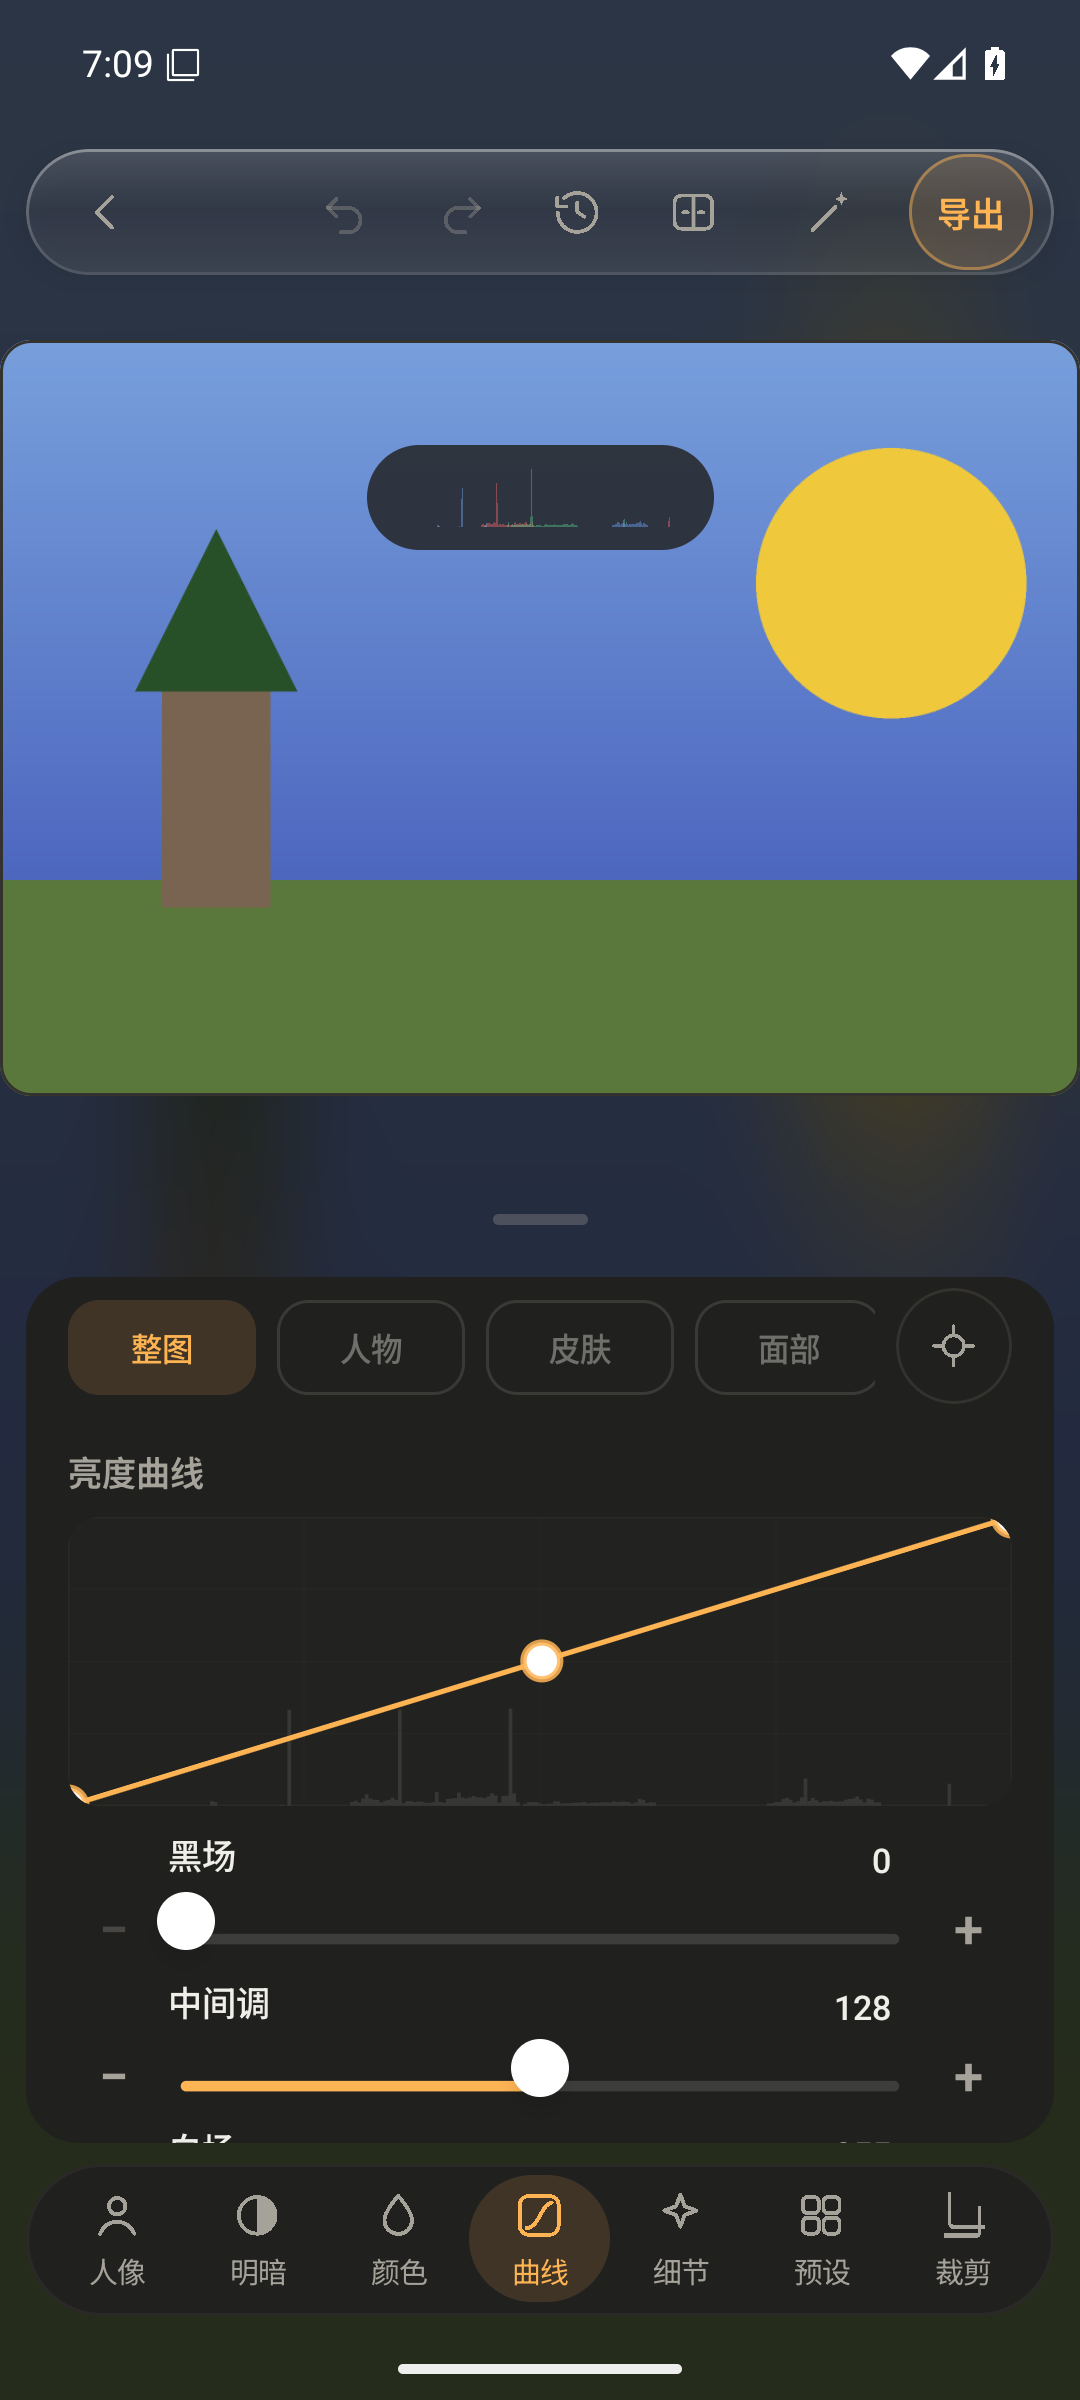 7:09
导出
整图 人物 皮肤 面部
亮度曲线
黑场 0
中间调 128
人像 明暗 颜色 曲线 细节 预设 裁剪